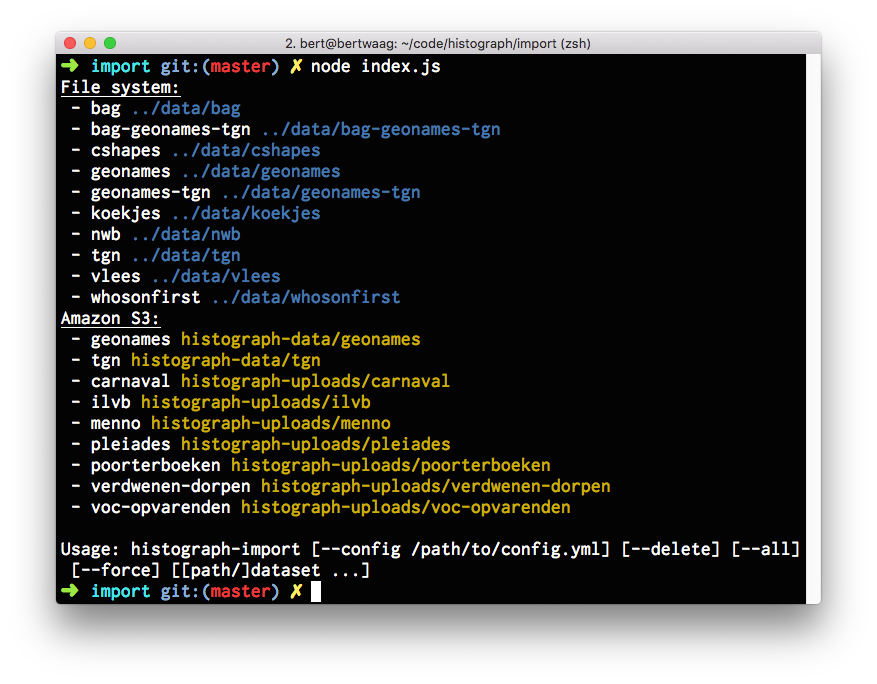 2. bert@bertwaag: ~/code/histograph/import (zsh)
➜ import git:(master) ✗ node index.js
File system:
- bag ../data/bag
- bag-geonames-tgn ../data/bag-geonames-tgn
- cshapes ../data/cshapes
- geonames ../data/geonames
- geonames-tgn ../data/geonames-tgn
- koekjes ../data/koekjes
- nwb ../data/nwb
- tgn ../data/tgn
- vlees ../data/vlees
- whosonfirst ../data/whosonfirst
Amazon S3:
- geonames histograph-data/geonames
- tgn histograph-data/tgn
- carnaval histograph-uploads/carnaval
- ilvb histograph-uploads/ilvb
- menno histograph-uploads/menno
- pleiades histograph-uploads/pleiades
- poorterboeken histograph-uploads/poorterboeken
- verdwenen-dorpen histograph-uploads/verdwenen-dorpen
- voc-opvarenden histograph-uploads/voc-opvarenden
Usage: histograph-import [--config /path/to/config.yml] [--delete] [--all]
[--force] [[path/]dataset ...]
➜ import git:(master) ✗